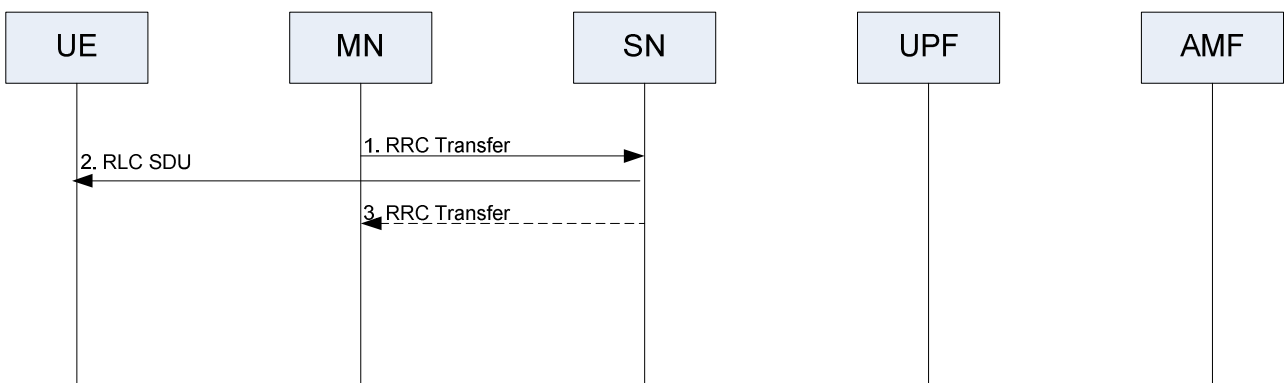 UE
MN
SN
UPF
AMF
1. RRC Transfer
2. RLC SDU
3. RRC Transfer